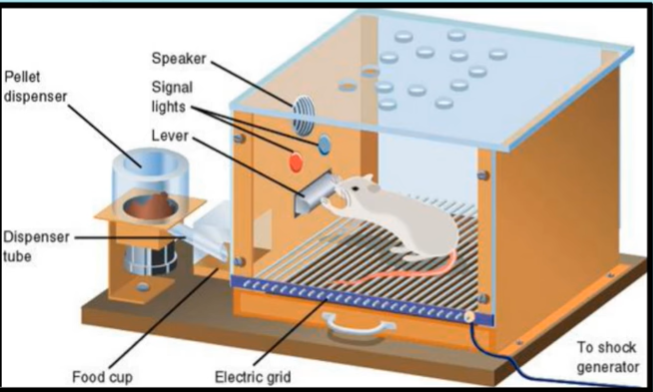 Speaker
Pellet
dispenser
Signal
lights
Lever
Dispenser
tube
Food cup
Electric grid
To shock
generator